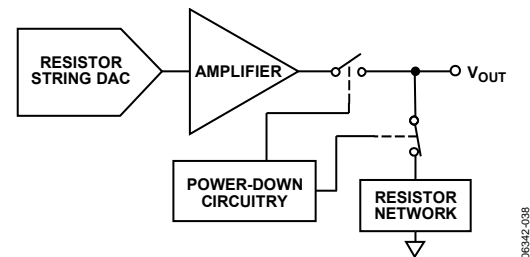 RESISTOR
STRING DAC
AMPLIFIER
VOUT
POWER-DOWN
CIRCUITRY
RESISTOR
NETWORK
06342-038